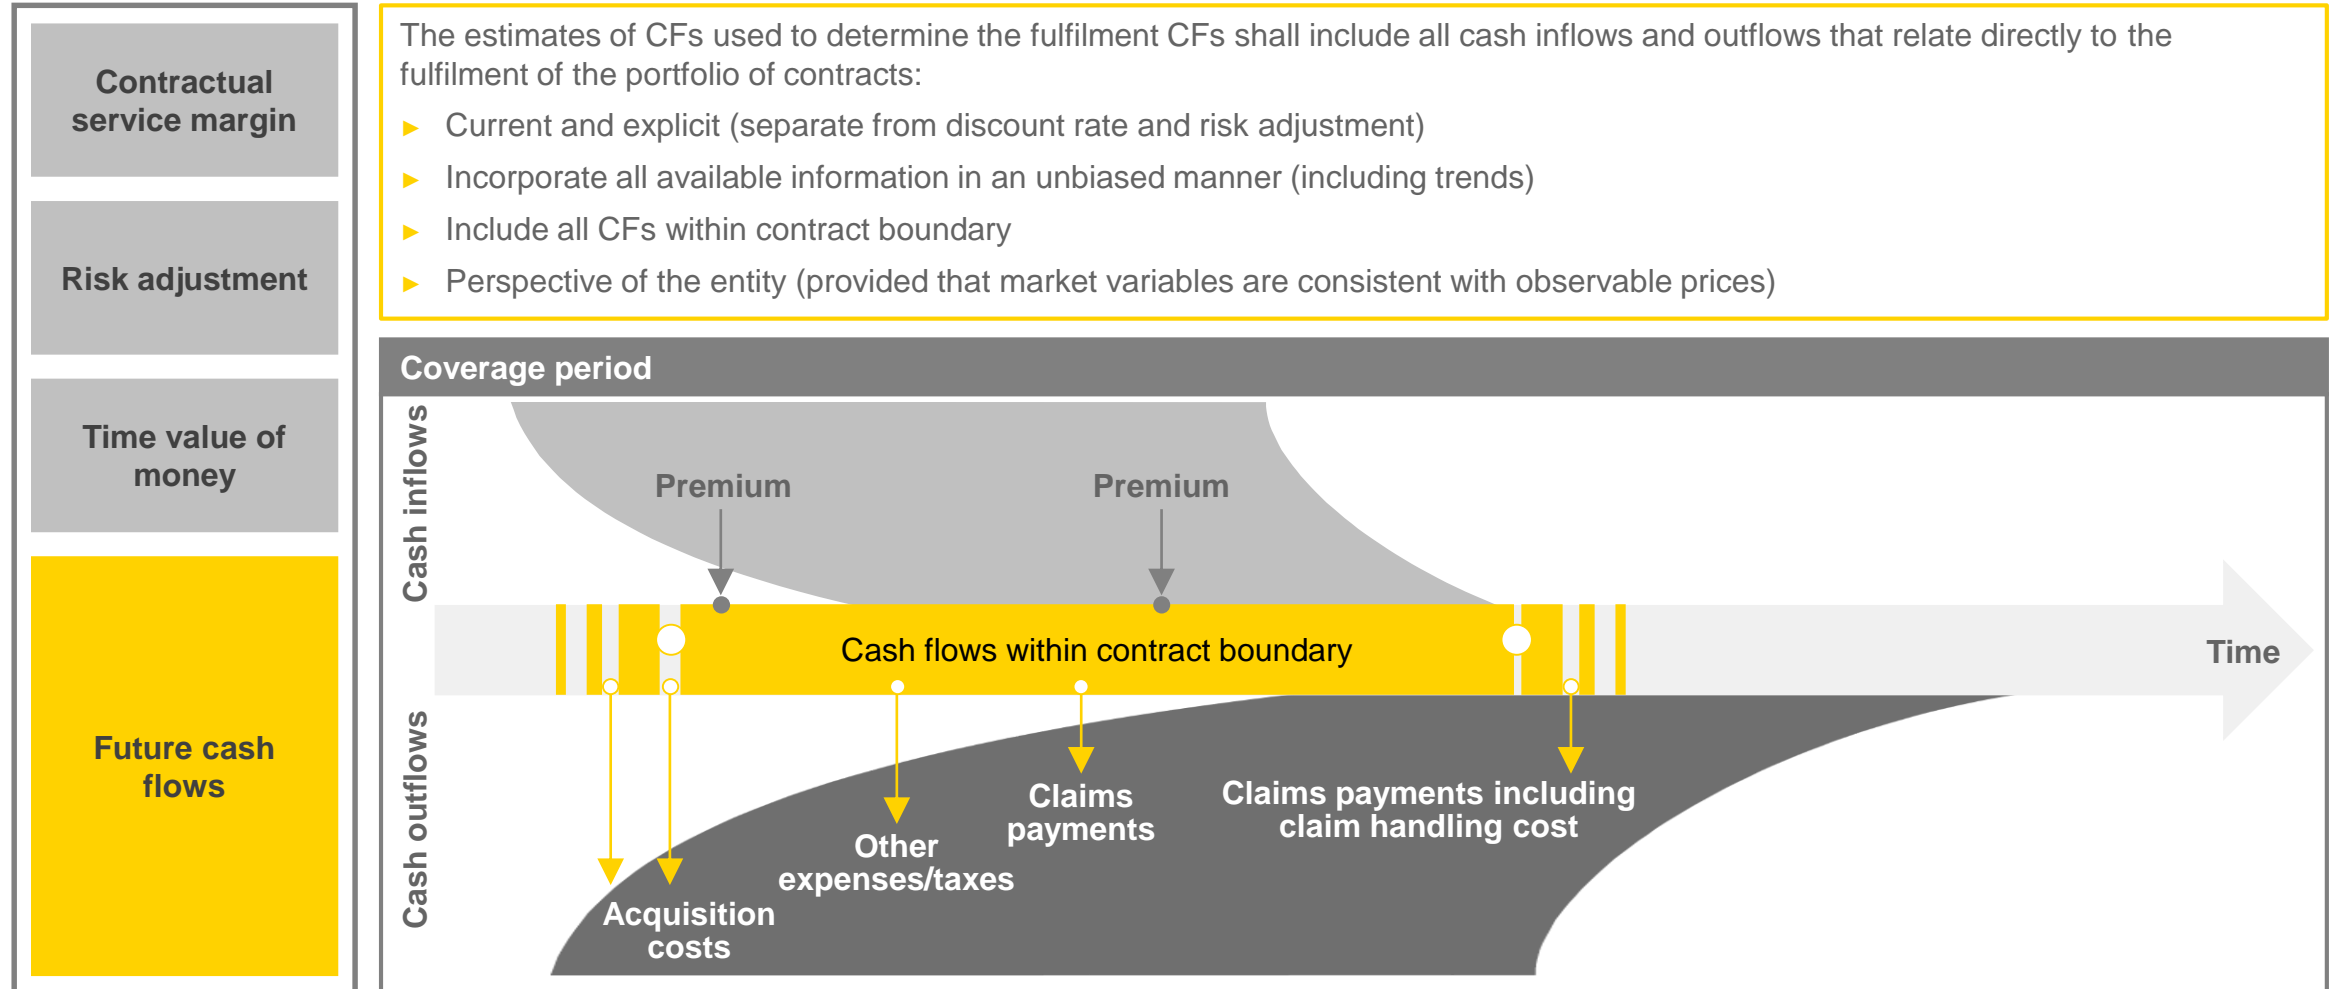 Contractual
service margin
Risk adjustment
Time value of
money
Future cash
flows
The estimates of CFs used to determine the fulfilment CFs shall include all cash inflows and outflows that relate directly to the
fulfilment of the portfolio of contracts:
► Current and explicit (separate from discount rate and risk adjustment)
► Incorporate all available information in an unbiased manner (including trends)
► Include all CFs within contract boundary
► Perspective of the entity (provided that market variables are consistent with observable prices)
Coverage period
Cash inflows
Premium
Premium
Cash flows within contract boundary
Time
Cash outflows
Claims
payments
Claims payments including
claim handling cost
Other
expenses/taxes
Acquisition
costs